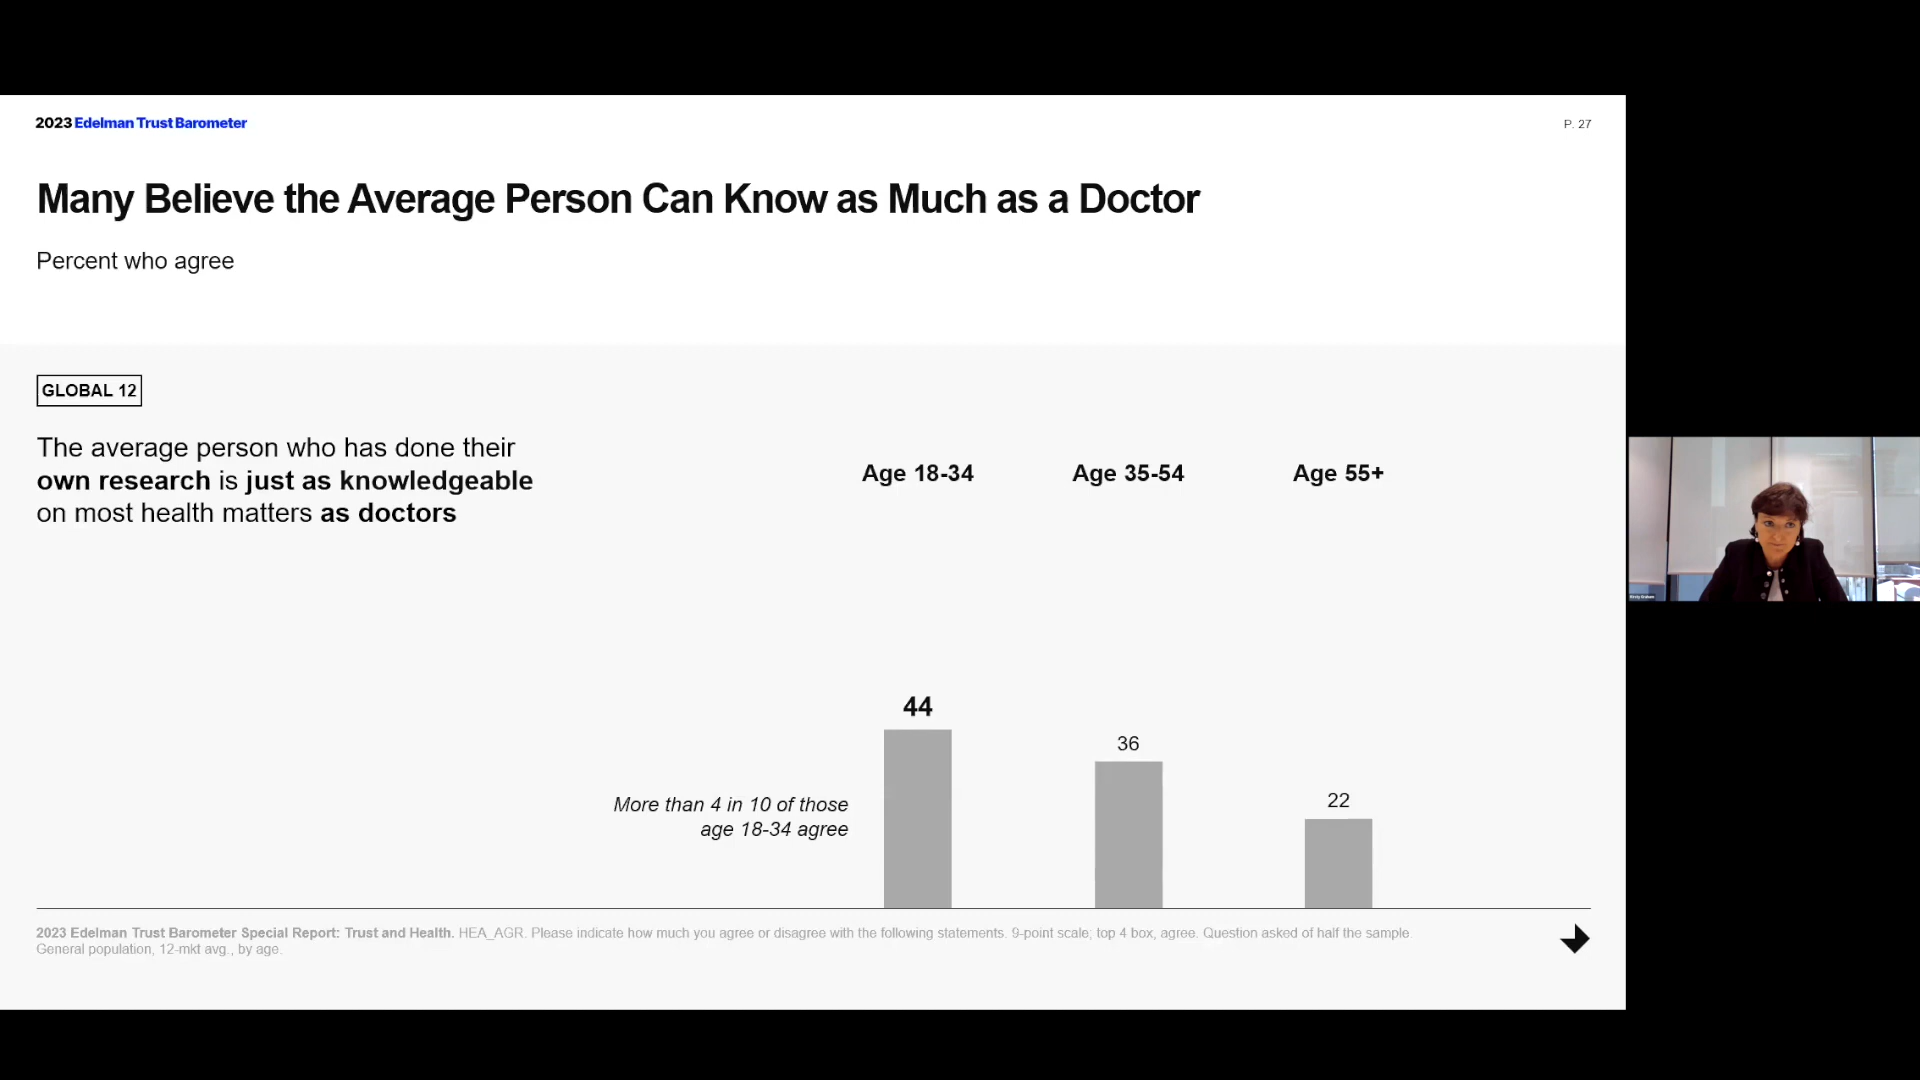 2023 Edelman Trust Barometer
P. 27
Many Believe the Average Person Can Know as Much as a Doctor
Percent who agree
GLOBAL 12
The average person who has done their
own research is just as knowledgeable
on most health matters as doctors
Age 18-34
Age 35-54
Age 55+
44
36
22
More than 4 in 10 of those
age 18-34 agree
2023 Edelman Trust Barometer Special Report: Trust and Health. HEA_AGR. Please indicate how much you agree or disagree with the following statements. 9-point scale; top 4 box, agree. Question asked of half the sample.
General population, 12-mkt avg., by age.